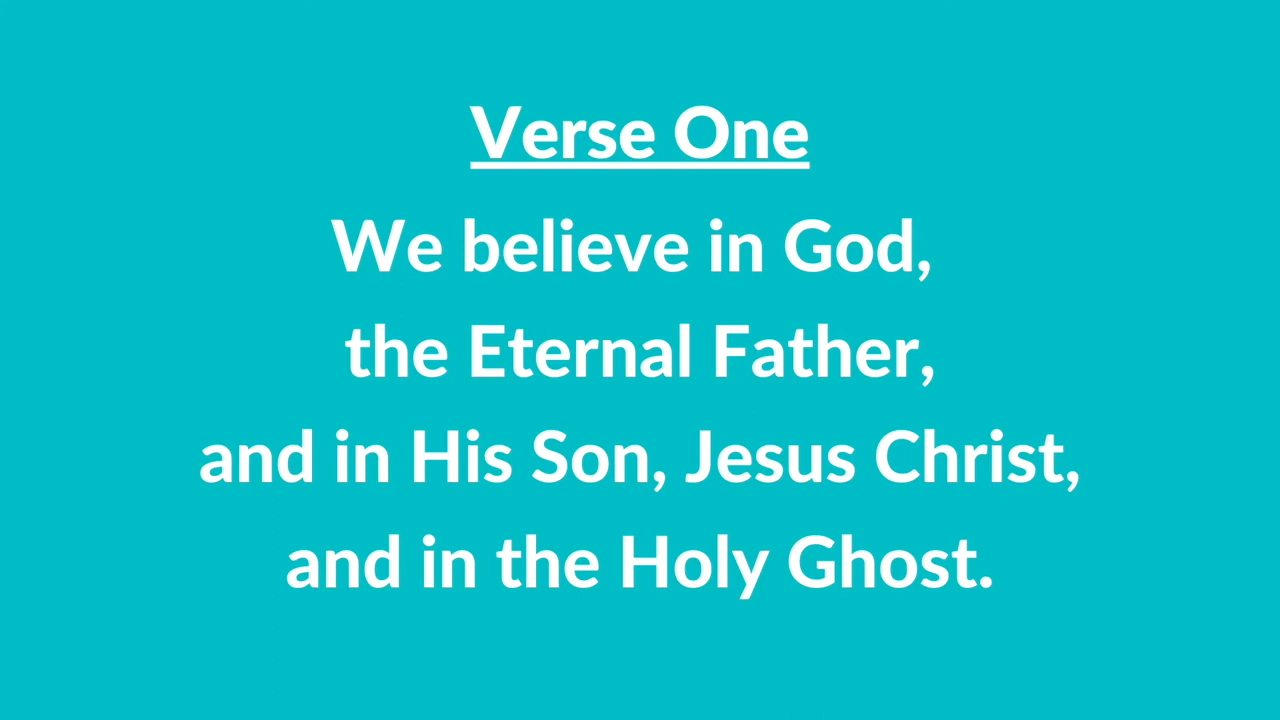 Verse One
We believe in God,
the Eternal Father,
and in His Son, Jesus Christ,
and in the Holy Ghost.